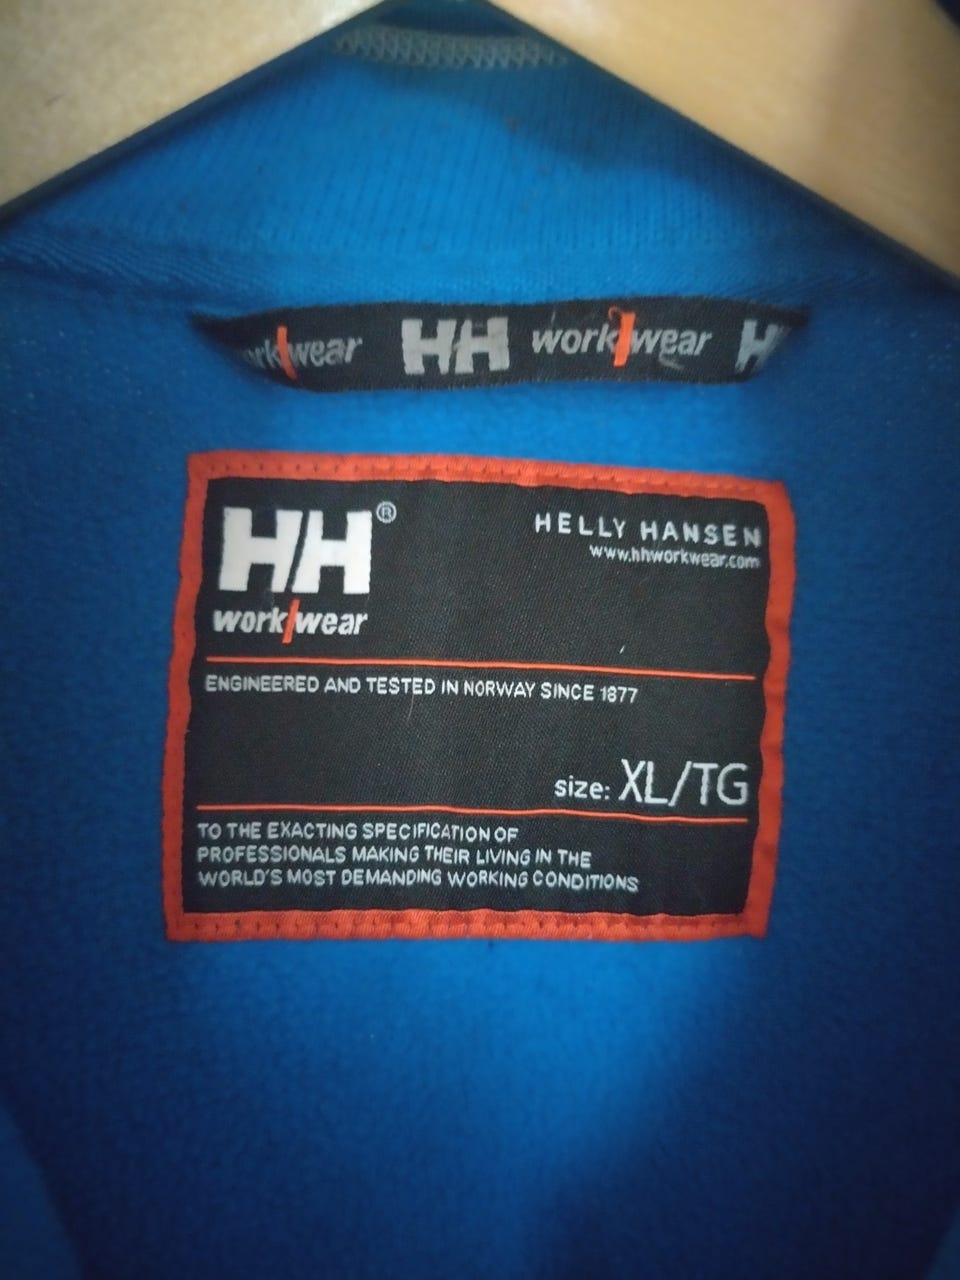 rk/wear HH work/wear H
HH®
work/wear
HELLY HANSEN
www.hhworkwear.com
ENGINEERED AND TESTED IN NORWAY SINCE 1877
size: XL/TG
TO THE EXACTING SPECIFICATION OF
PROFESSIONALS MAKING THEIR LIVING IN THE
WORLD'S MOST DEMANDING WORKING CONDITIONS